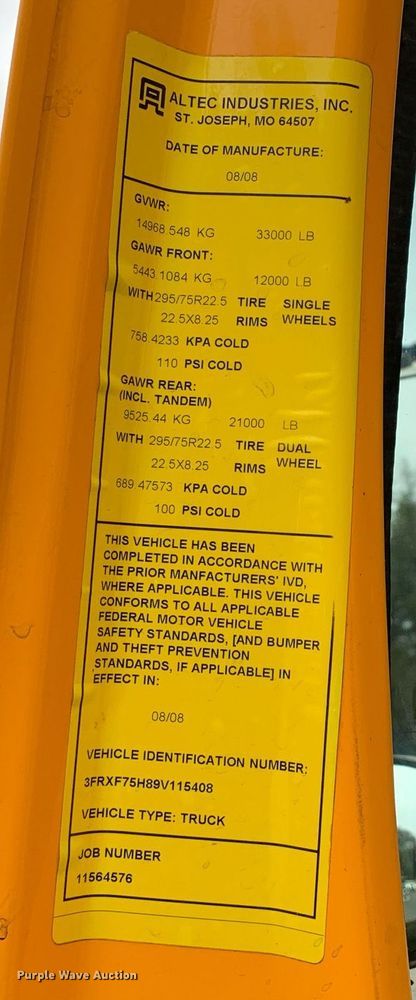 ALTEC INDUSTRIES, INC.
ST. JOSEPH, MO 64507
DATE OF MANUFACTURE:
08/08
GVWR:
14968.548 KG 33000 LB
GAWR FRONT:
5443.1084 KG 12000 LB
WITH 295/75R22.5 TIRE SINGLE
22.5X8.25 RIMS WHEELS
758.4233 KPA COLD
110 PSI COLD
GAWR REAR:
(INCL. TANDEM)
9525.44 KG 21000 LB
WITH 295/75R22.5 TIRE DUAL
22.5X8.25 RIMS WHEEL
689.47573 KPA COLD
100 PSI COLD
THIS VEHICLE HAS BEEN
COMPLETED IN ACCORDANCE WITH
THE PRIOR MANFACTURERS' IVD,
WHERE APPLICABLE. THIS VEHICLE
CONFORMS TO ALL APPLICABLE
FEDERAL MOTOR VEHICLE
SAFETY STANDARDS, [AND BUMPER
AND THEFT PREVENTION
STANDARDS, IF APPLICABLE] IN
EFFECT IN:
08/08
VEHICLE IDENTIFICATION NUMBER:
3FRXF75H89V115408
VEHICLE TYPE: TRUCK
JOB NUMBER
11564576
Purple Wave Auction